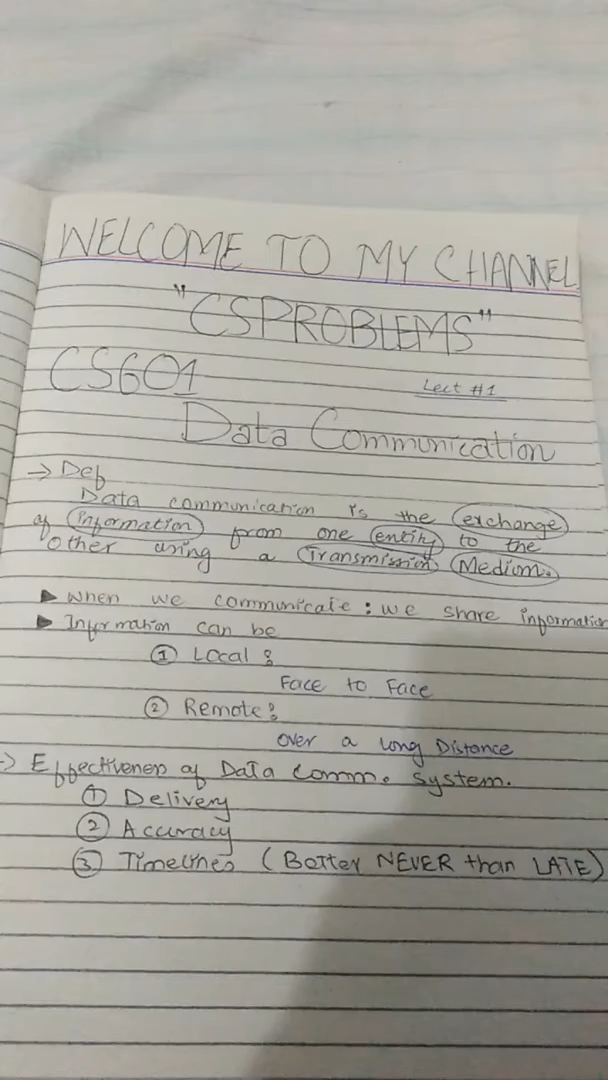 WELCOME TO MY CHANNEL
"CSPROBLEMS"
CS601
Lect #1
Data Communication
→ Def
Data communication is the exchange
of information from one entity to the
other using a Transmission Medium.
▶ When we communicate : we share information
▶ Information can be
① Local :
Face to Face
② Remote :
over a long Distance
→ Effectiveness of Data Comm. system.
① Delivery
② Accuracy
③ Timelines (Better NEVER than LATE)